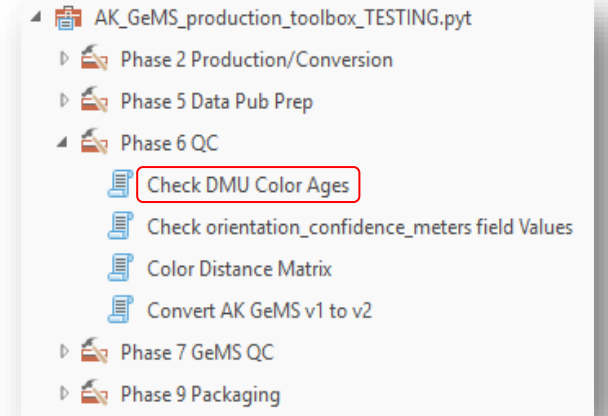 AK_GeMS_production_toolbox_TESTING.pyt
Phase 2 Production/Conversion
Phase 5 Data Pub Prep
Phase 6 QC
Check DMU Color Ages
Check orientation_confidence_meters field Values
Color Distance Matrix
Convert AK GeMS v1 to v2
Phase 7 GeMS QC
Phase 9 Packaging